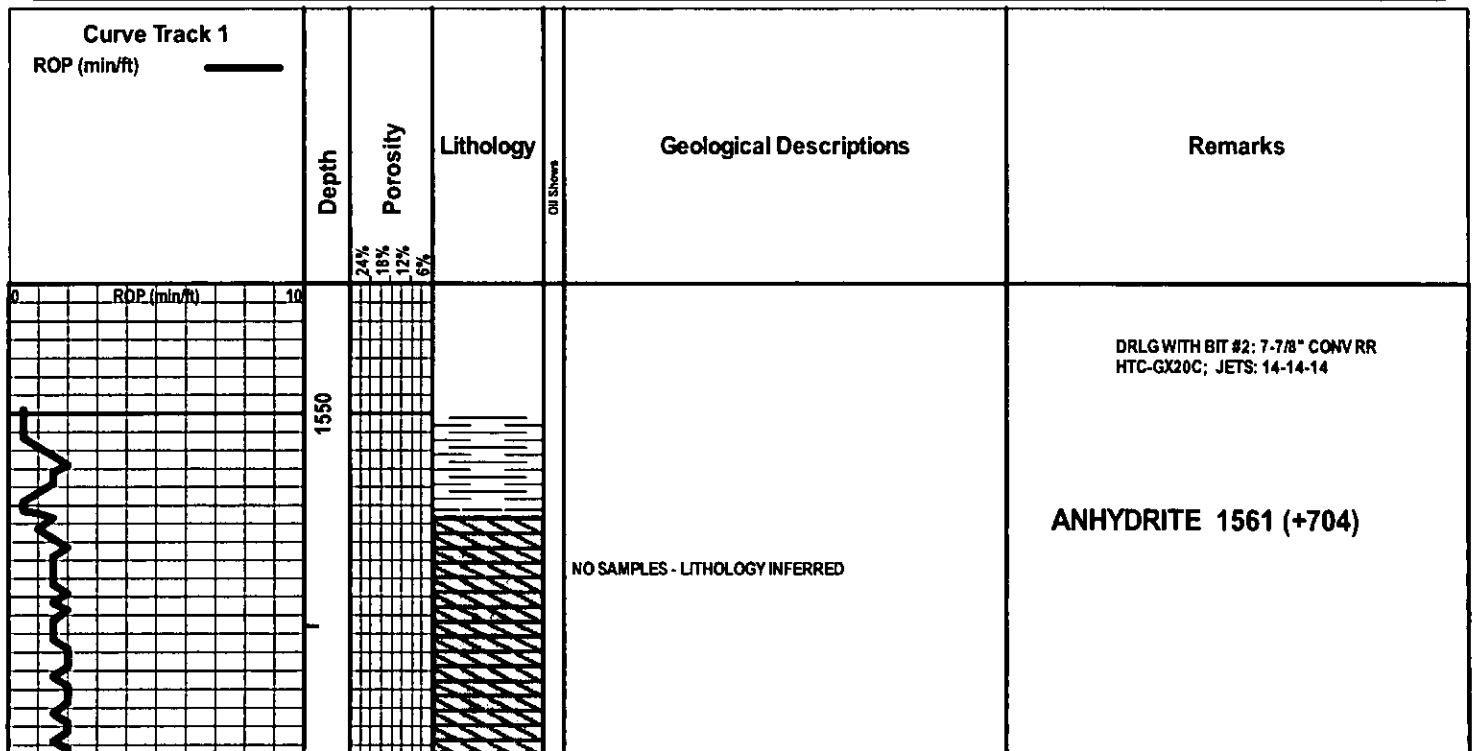 Curve Track 1
ROP (min/ft)
Depth
Porosity
24%
18%
12%
6%
Lithology
Oil Shows
Geological Descriptions
Remarks
0 ROP (min/ft) 10
1550
DRLG WITH BIT #2: 7-7/8" CONV RR
HTC-GX20C; JETS: 14-14-14
ANHYDRITE 1561 (+704)
NO SAMPLES - LITHOLOGY INFERRED